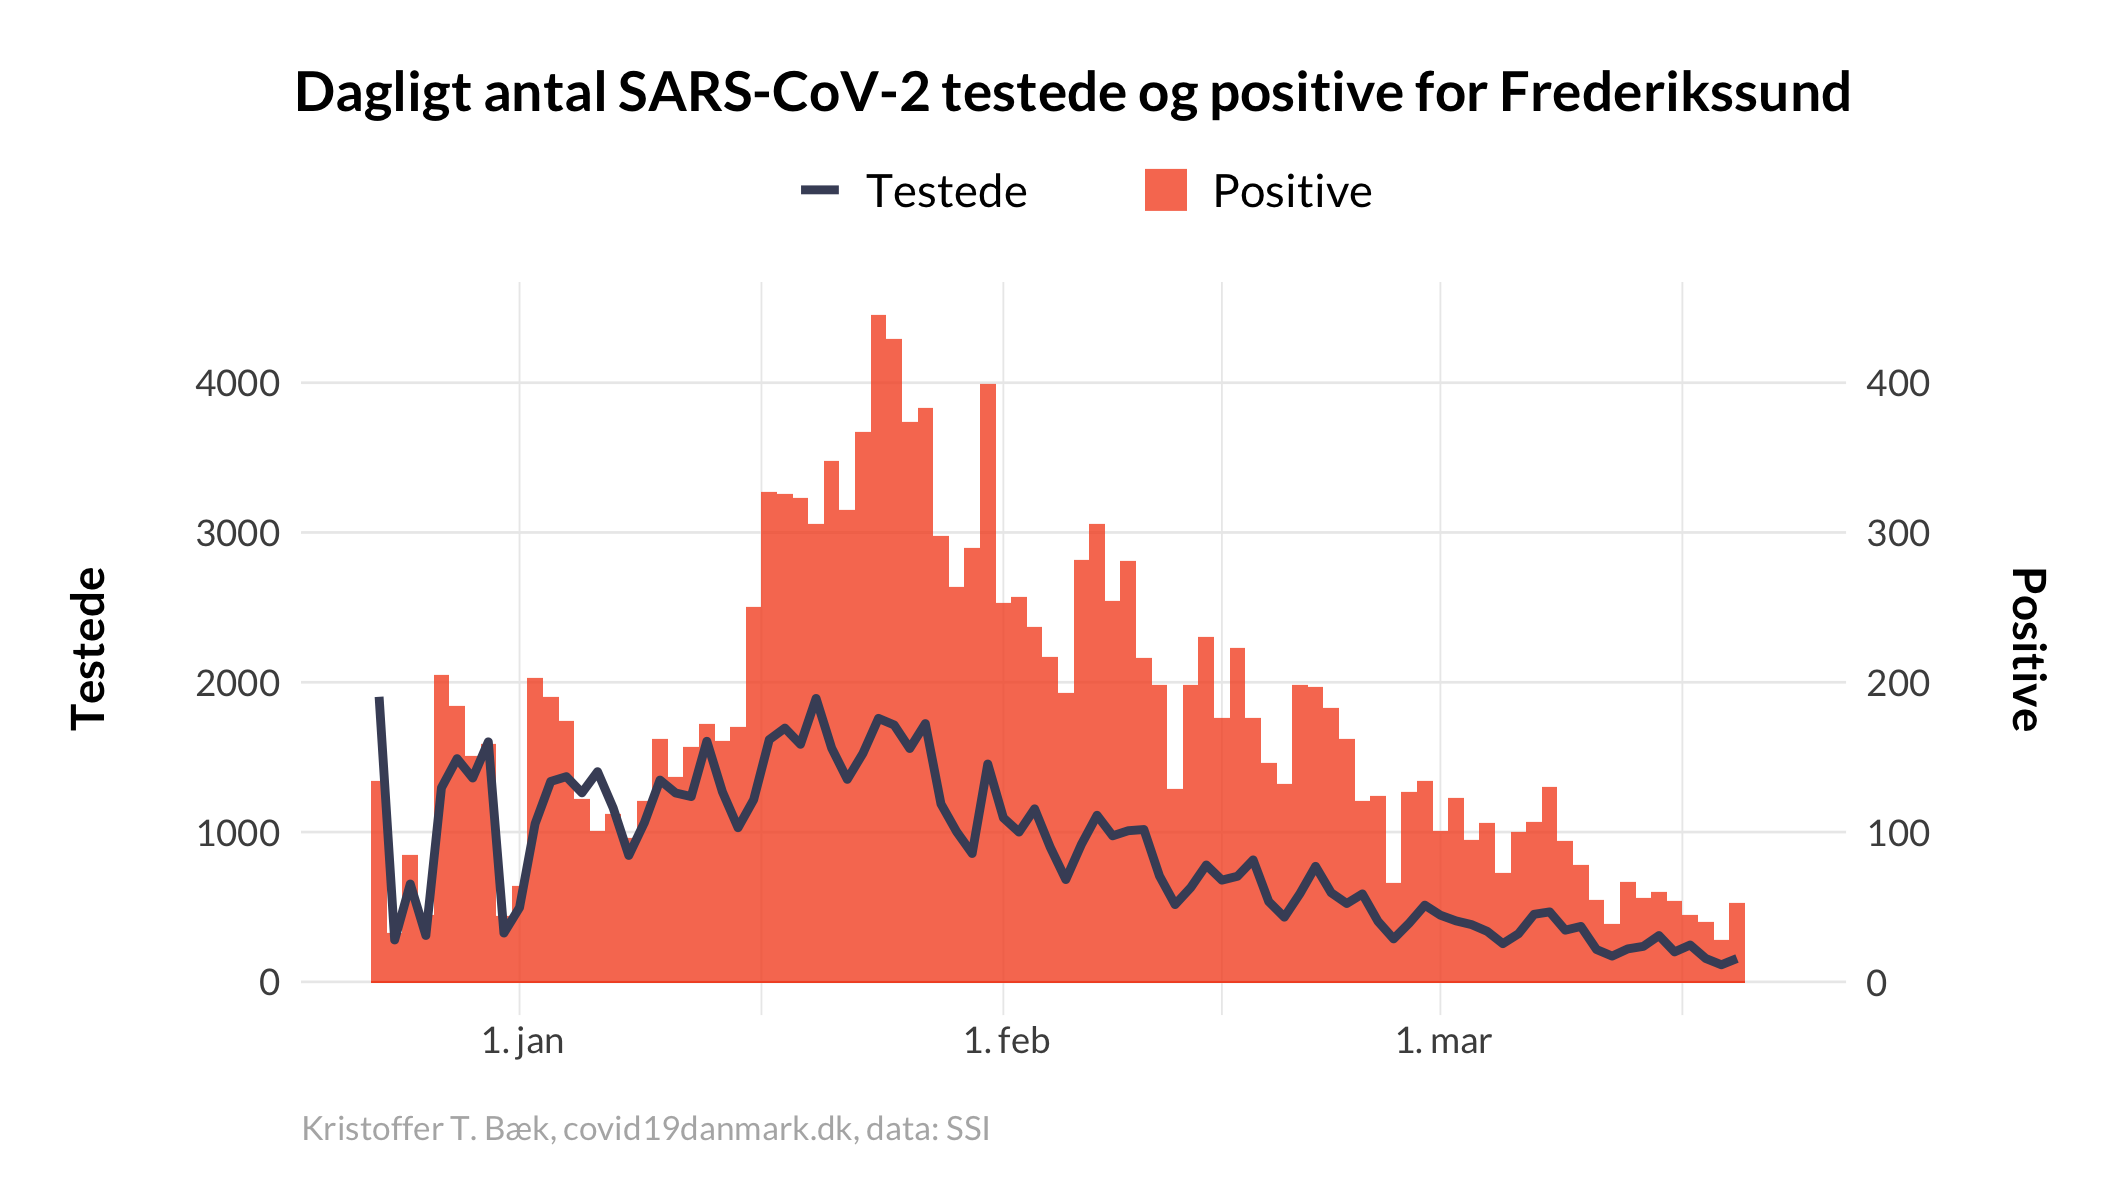 Dagligt antal SARS-CoV-2 testede og positive for Frederikssund
Testede Positive
4000 400
3000 300
2000 200
1000 100
0 0
Testede
Positive
1. jan 1. feb 1. mar
Kristoffer T. Bæk, covid19danmark.dk, data: SSI